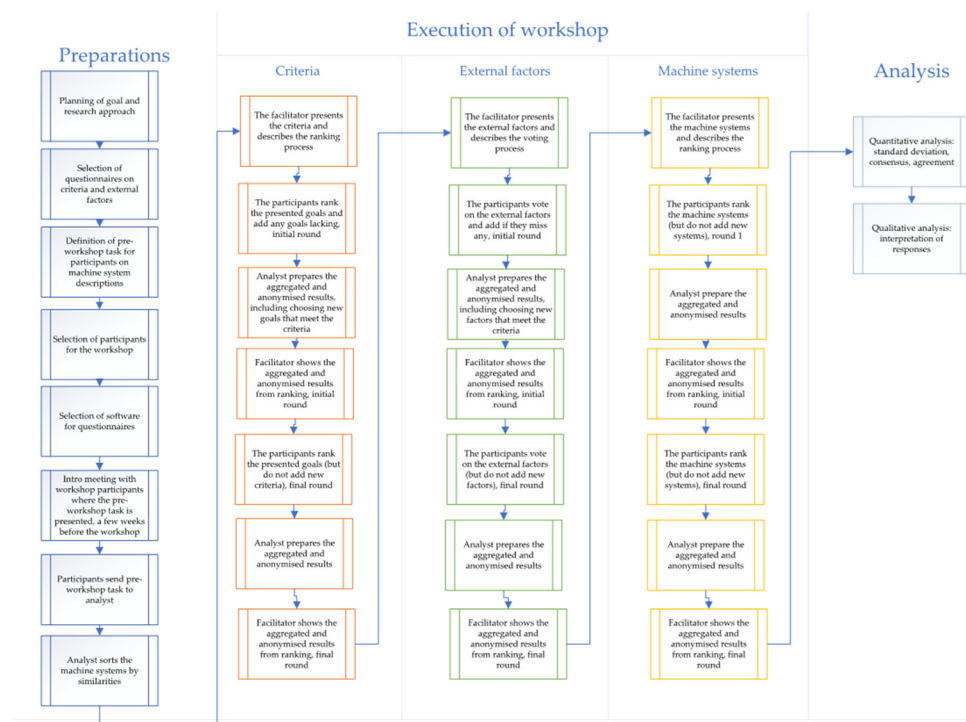 Preparations
Planning of goal and
research approach
Selection of
questionnaires on
criteria and external
factors
Definition of pre-
workshop task for
participants on
machine system
descriptions
Selection of participants
for the workshop
Selection of software
for questionnaires
Intro meeting with
workshop participants
where the pre-
workshop task is
presented, a few weeks
before the workshop
Participants send pre-
workshop task to
analyst
Analyst sorts the
machine systems by
similarities
Execution of workshop
Criteria
The facilitator presents
the criteria and
describes the ranking
process
The participants rank
the presented goals and
add any goals lacking,
initial round
Analyst prepares the
aggregated and
anonymised results,
including choosing new
goals that meet the
criteria
Facilitator shows the
aggregated and
anonymised results
from ranking, initial
round
The participants rank
the presented goals (but
do not add new
criteria), final round
Analyst prepares the
aggregated and
anonymised results
Facilitator shows the
aggregated and
anonymised results
from ranking, final
round
External factors
The facilitator presents
the external factors and
describes the voting
process
The participants vote
on the external factors
and add if they miss
any, initial round
Analyst prepares the
aggregated and
anonymised results,
including choosing new
factors that meet the
criteria
Facilitator shows the
aggregated and
anonymised results
from ranking, initial
round
The participants vote
on the external factors
(but do not add new
factors), final round
Analyst prepares the
aggregated and
anonymised results
Facilitator shows the
aggregated and
anonymised results
from ranking, final
round
Machine systems
The facilitator presents
the machine systems
and describes the
ranking process
The participants rank
the machine systems
(but do not add new
systems), round 1
Analyst prepare the
aggregated and
anonymised results
Facilitator shows the
aggregated and
anonymised results
from ranking, initial
round
The participants rank
the machine systems
(but do not add new
systems), final round
Analyst prepare the
aggregated and
anonymised results
Facilitator shows the
aggregated and
anonymised results
from ranking, final
round
Analysis
Quantitative analysis:
standard deviation,
consensus, agreement
Qualitative analysis:
interpretation of
responses